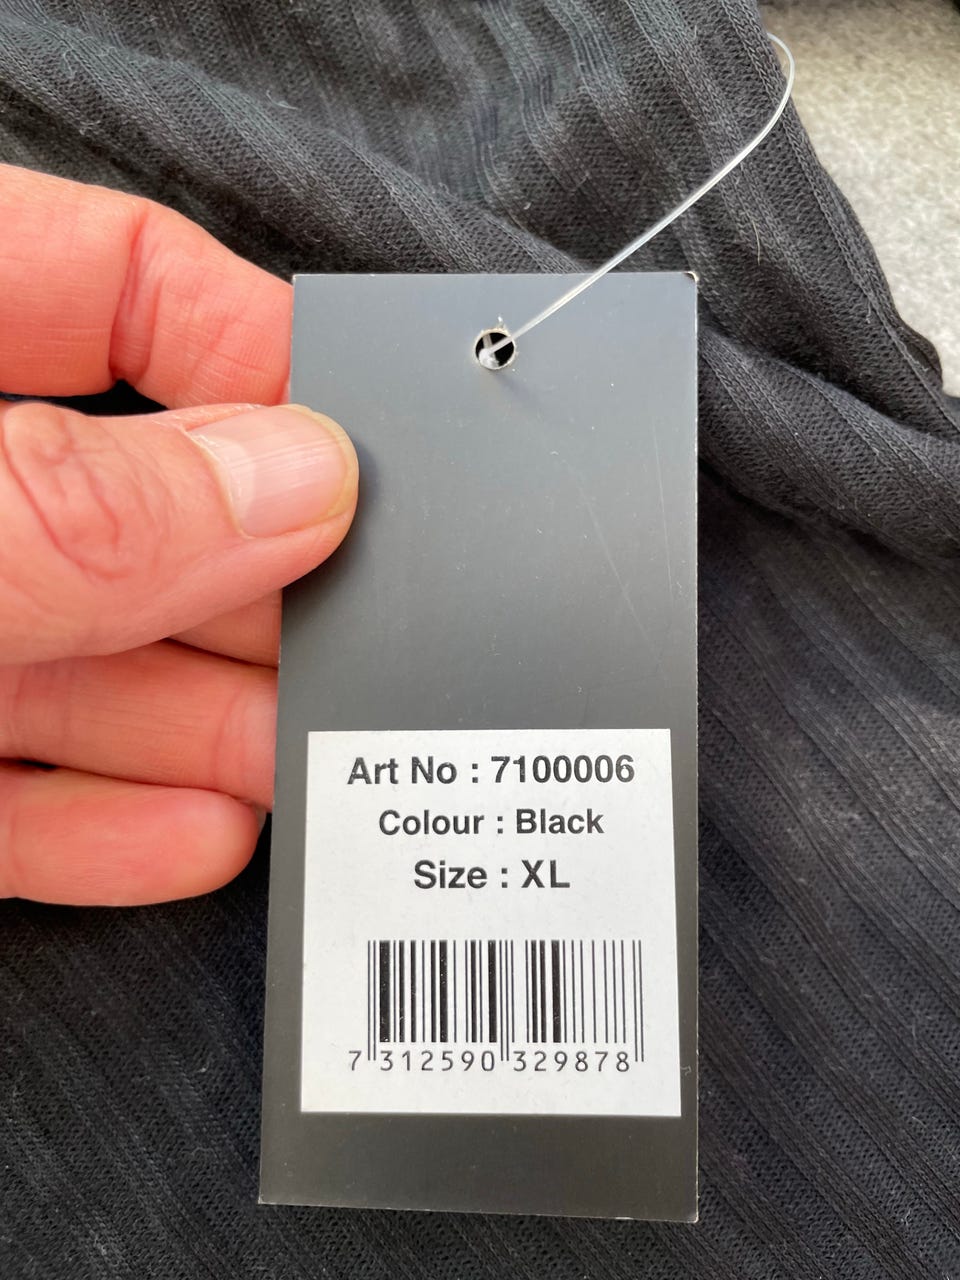 Art No : 7100006
Colour : Black
Size : XL
7 312590 329878